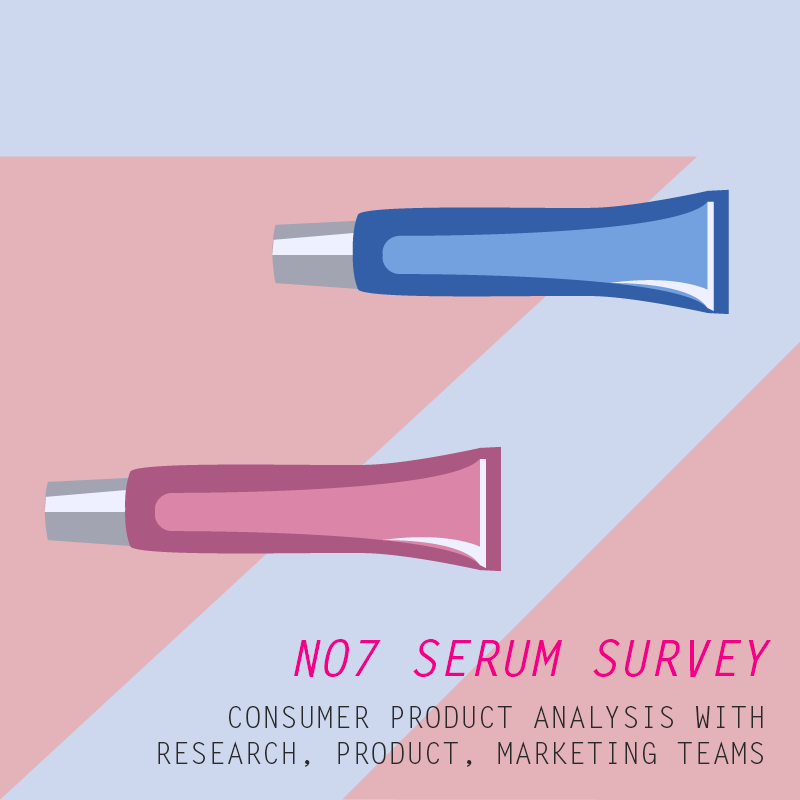 NO7 SERUM SURVEY
CONSUMER PRODUCT ANALYSIS WITH
RESEARCH, PRODUCT, MARKETING TEAMS